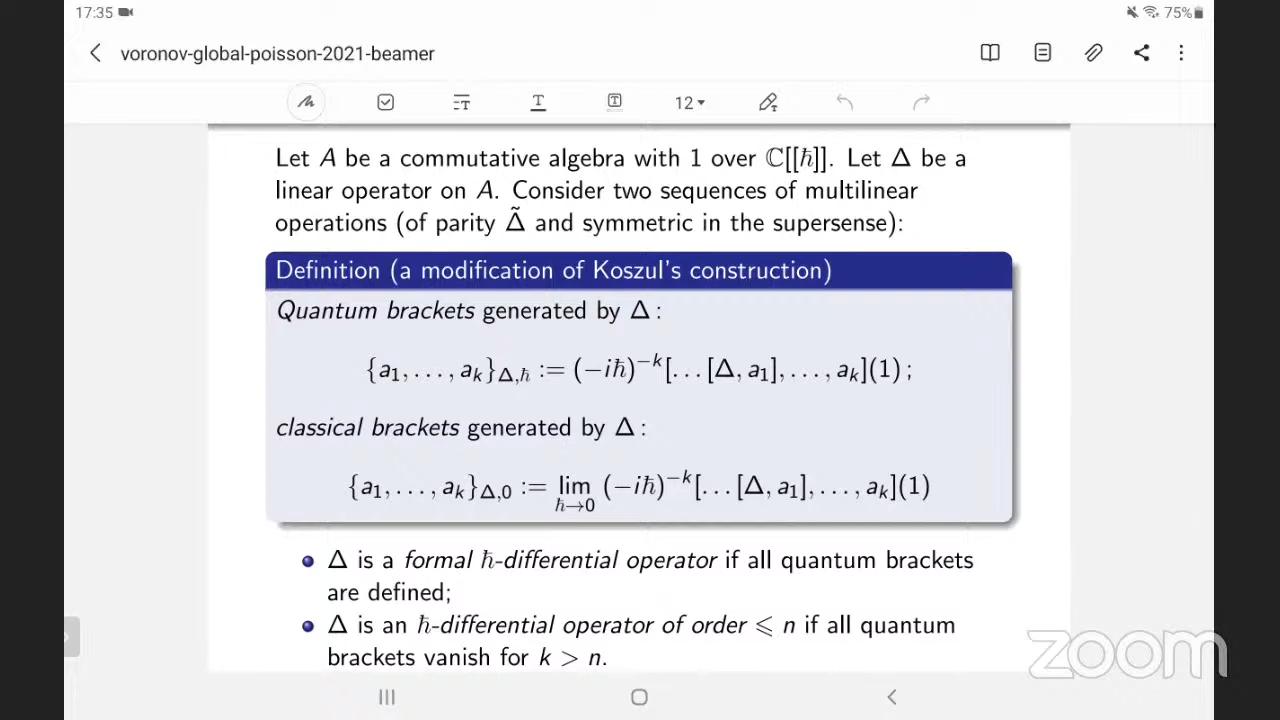 17:35
75%
voronov-global-poisson-2021-beamer
12
Let A be a commutative algebra with 1 over ℂ[[ℏ]]. Let Δ be a
linear operator on A. Consider two sequences of multilinear
operations (of parity Δ̃ and symmetric in the supersense):
Definition (a modification of Koszul's construction)
Quantum brackets generated by Δ :
{a₁, . . . , aₖ}_{Δ,ℏ} := (−iℏ)^{−k}[. . . [Δ, a₁], . . . , aₖ](1) ;
classical brackets generated by Δ :
{a₁, . . . , aₖ}_{Δ,0} := lim_{ℏ→0} (−iℏ)^{−k}[. . . [Δ, a₁], . . . , aₖ](1)
Δ is a formal ℏ-differential operator if all quantum brackets
are defined;
Δ is an ℏ-differential operator of order ⩽ n if all quantum
brackets vanish for k > n.
zoom